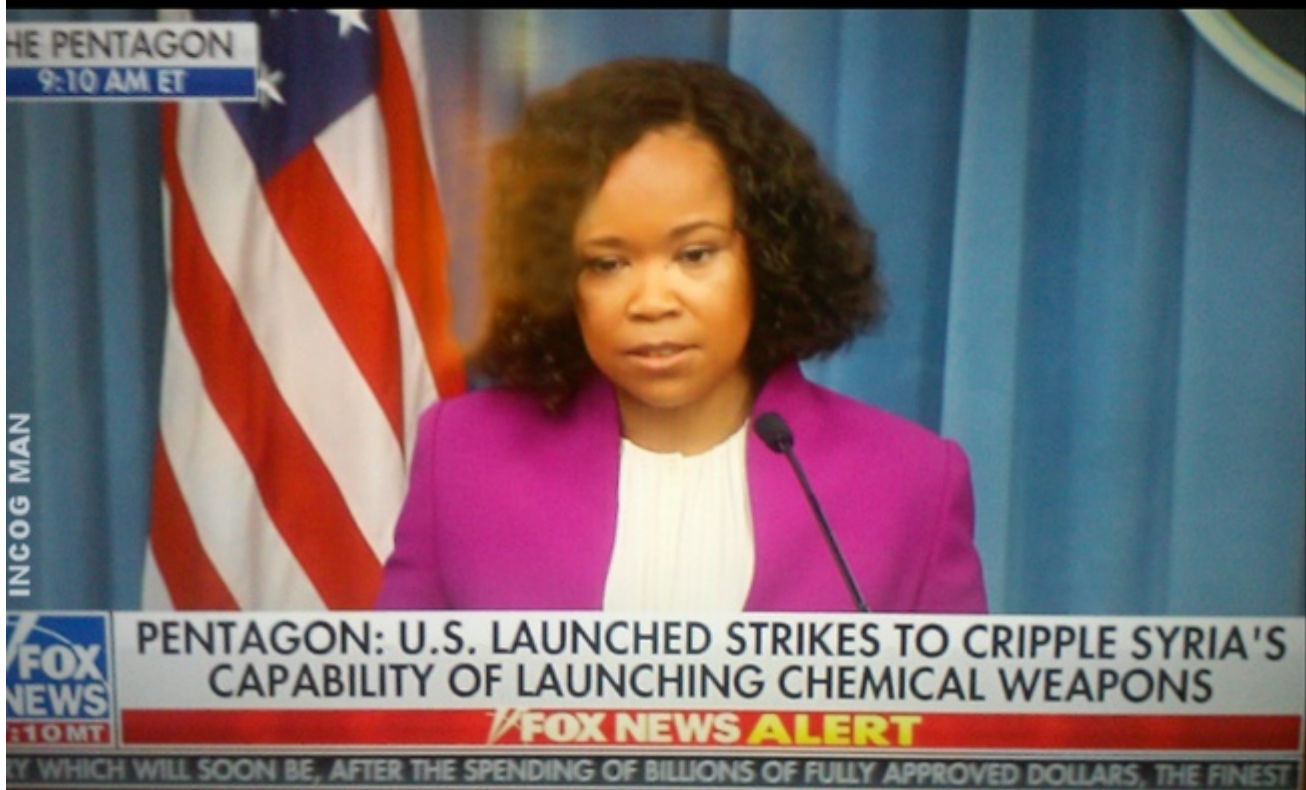 HE PENTAGON
9:10 AM ET
INCOG MAN
PENTAGON: U.S. LAUNCHED STRIKES TO CRIPPLE SYRIA'S
CAPABILITY OF LAUNCHING CHEMICAL WEAPONS
FOX
NEWS
:10 MT
FOX NEWS ALERT
Y WHICH WILL SOON BE, AFTER THE SPENDING OF BILLIONS OF FULLY APPROVED DOLLARS, THE FINEST